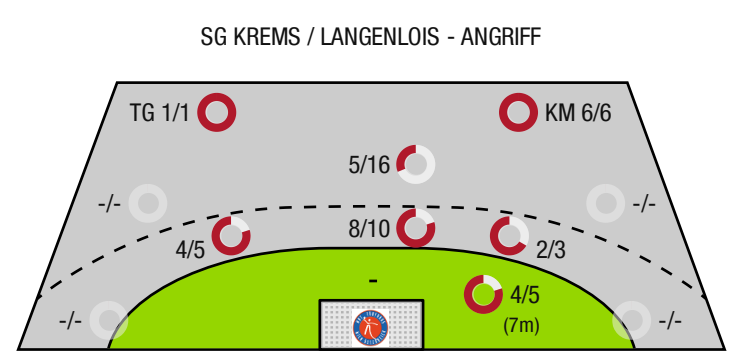 SG KREMS / LANGENLOIS - ANGRIFF
TG 1/1
KM 6/6
5/16
-/-
-/-
4/5
8/10
2/3
-
4/5
(7m)
-/-
-/-